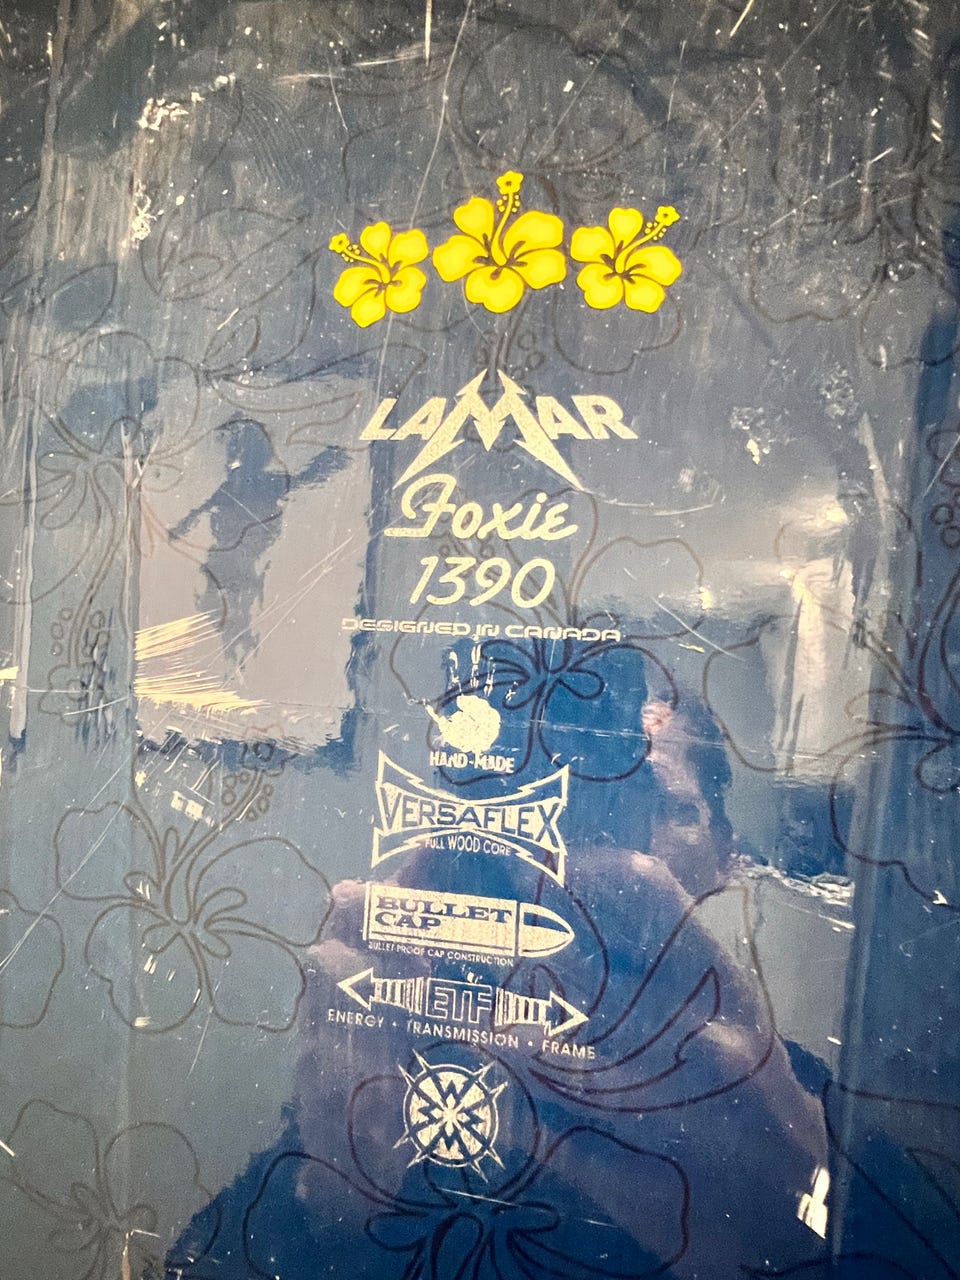 LAMAR
Foxie
1390
DESIGNED IN CANADA
HAND-MADE
VERSAFLEX
FULL WOOD CORE
BULLET
CAP
BULLET PROOF CAP CONSTRUCTION
ETF
ENERGY • TRANSMISSION • FRAME